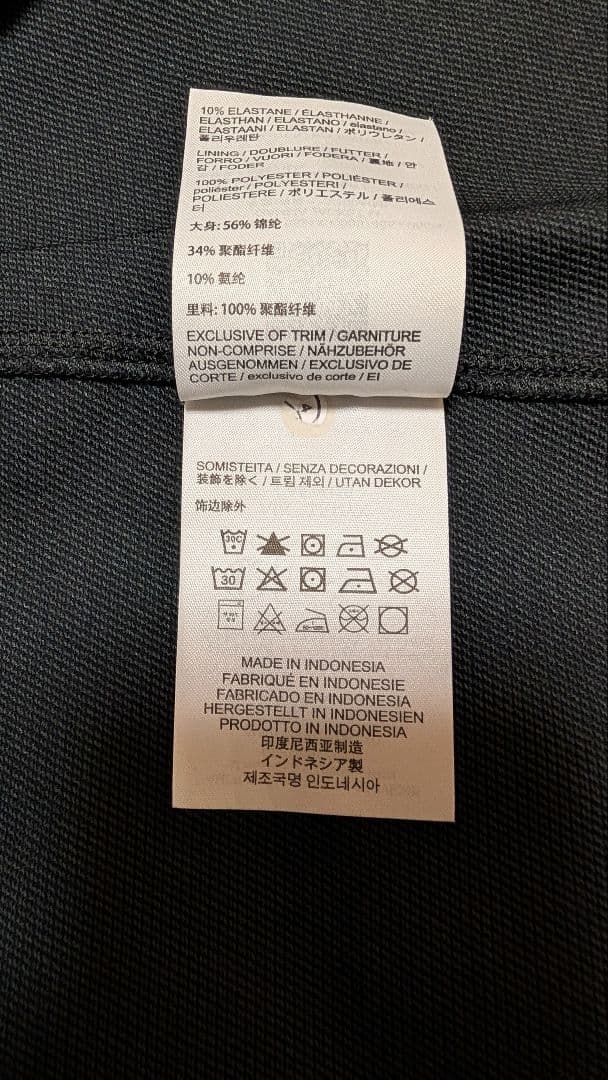 10% ELASTANE / ÉLASTHANNE /
ELASTHAN / ELASTANO / elastano /
ELASTAANI / ELASTAN / ポリウレタン /
폴리우레탄
LINING / DOUBLURE / FUTTER /
FORRO / VUORI / FODERA / 裏地 / 안
감 / FODER
100% POLYESTER / POLIÉSTER /
poliéster / POLYESTERI /
POLIESTERE / ポリエステル / 폴리에스
터
大身: 56% 锦纶
34% 聚酯纤维
10% 氨纶
里料: 100% 聚酯纤维
EXCLUSIVE OF TRIM / GARNITURE
NON-COMPRISE / NÄHZUBEHÖR
AUSGENOMMEN / EXCLUSIVO DE
CORTE / exclusivo de corte / EI
SOMISTEITA / SENZA DECORAZIONI /
装飾を除く / 트림 제외 / UTAN DEKOR
饰边除外
30C
30
MADE IN INDONESIA
FABRIQUÉ EN INDONESIE
FABRICADO EN INDONESIA
HERGESTELLT IN INDONESIEN
PRODOTTO IN INDONESIA
印度尼西亚制造
インドネシア製
제조국명 인도네시아